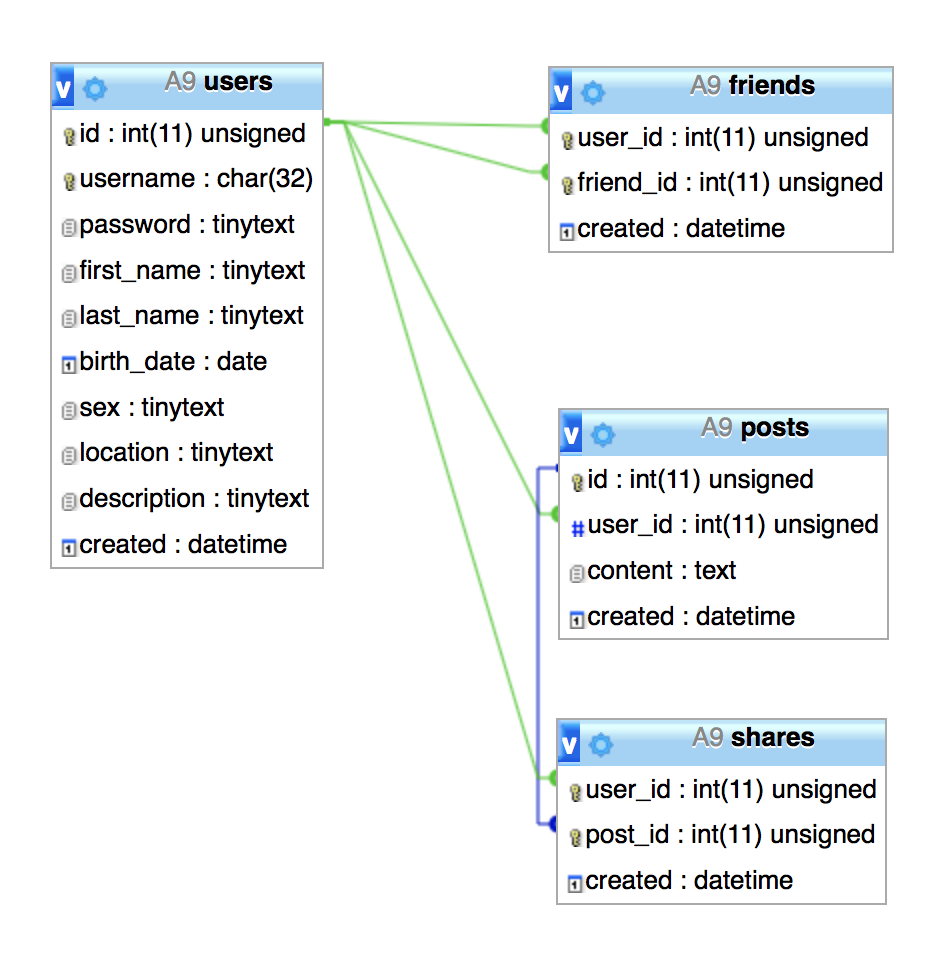 v A9 users
id : int(11) unsigned
username : char(32)
password : tinytext
first_name : tinytext
last_name : tinytext
birth_date : date
sex : tinytext
location : tinytext
description : tinytext
created : datetime
v A9 friends
user_id : int(11) unsigned
friend_id : int(11) unsigned
created : datetime
v A9 posts
id : int(11) unsigned
# user_id : int(11) unsigned
content : text
created : datetime
v A9 shares
user_id : int(11) unsigned
post_id : int(11) unsigned
created : datetime